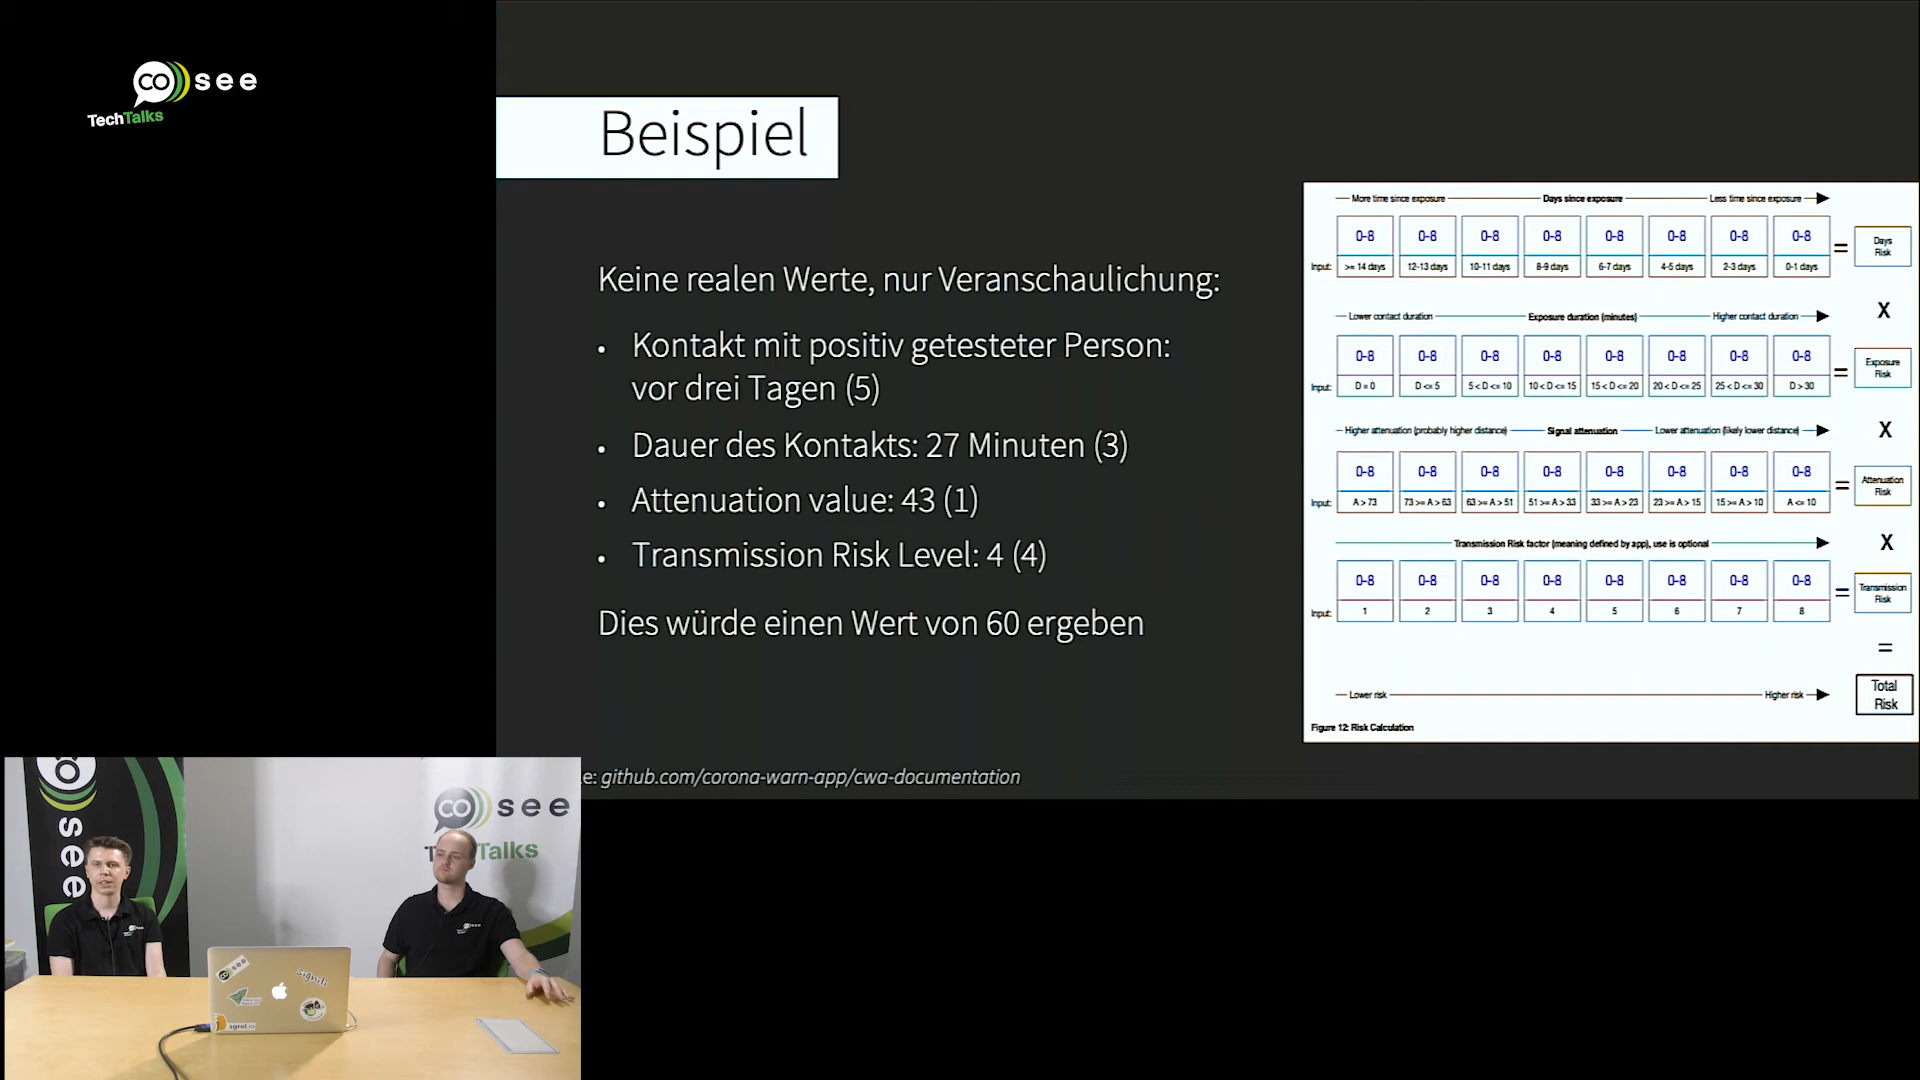 co see
TechTalks
Beispiel
Keine realen Werte, nur Veranschaulichung:
• Kontakt mit positiv getesteter Person:
vor drei Tagen (5)
• Dauer des Kontakts: 27 Minuten (3)
• Attenuation value: 43 (1)
• Transmission Risk Level: 4 (4)
Dies würde einen Wert von 60 ergeben
e: github.com/corona-warn-app/cwa-documentation
More time since exposure Days since exposure Less time since exposure
0-8 0-8 0-8 0-8 0-8 0-8 0-8 0-8 =
Days
Risk
Input: >= 14 days 12-13 days 10-11 days 8-9 days 6-7 days 4-5 days 2-3 days 0-1 days
X
Lower contact duration Exposure duration (minutes) Higher contact duration
0-8 0-8 0-8 0-8 0-8 0-8 0-8 0-8 =
Exposure
Risk
Input: D = 0 D <= 5 5 < D <= 10 10 < D <= 15 15 < D <= 20 20 < D <= 25 25 < D <= 30 D > 30
X
Higher attenuation (probably higher distance) Signal attenuation Lower attenuation (likely lower distance)
0-8 0-8 0-8 0-8 0-8 0-8 0-8 0-8 =
Attenuation
Risk
Input: A > 73 73 >= A > 63 63 >= A > 51 51 >= A > 33 33 >= A > 23 23 >= A > 15 15 >= A > 10 A <= 10
X
Transmission Risk factor (meaning defined by app), use is optional
0-8 0-8 0-8 0-8 0-8 0-8 0-8 0-8 =
Transmission
Risk
Input: 1 2 3 4 5 6 7 8
=
Lower risk Higher risk
Total
Risk
Figure 12: Risk Calculation
co see
co see
TechTalks
see
see
see
signili
sgrol.io